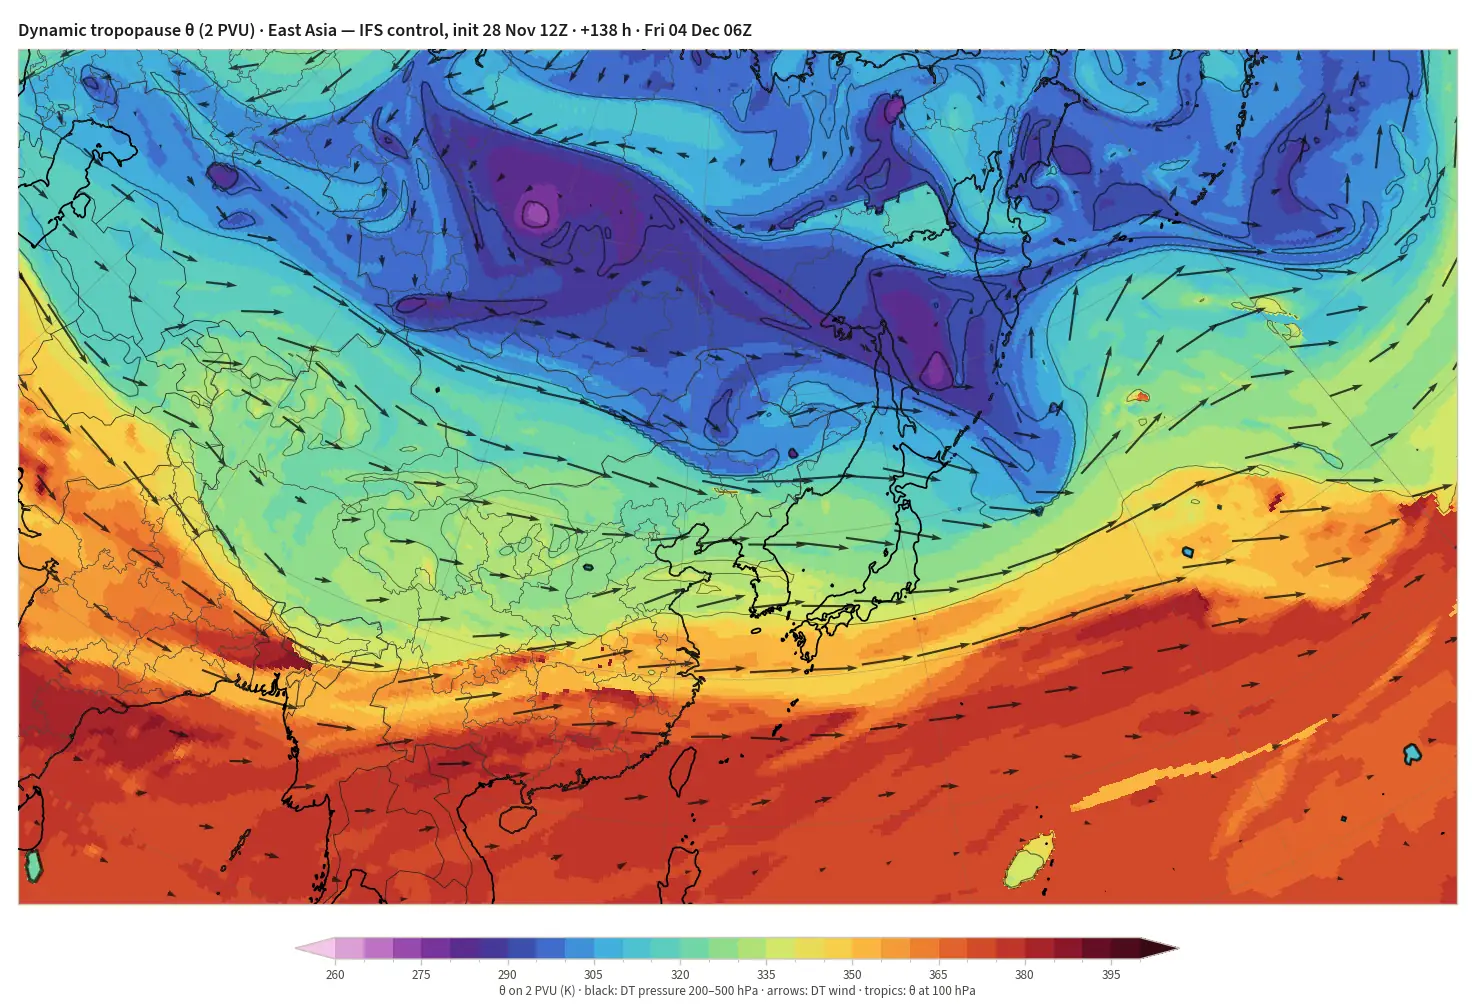 Dynamic tropopause θ (2 PVU) · East Asia — IFS control, init 28 Nov 12Z · +138 h · Fri 04 Dec 06Z
260 275 290 305 320 335 350 365 380 395
θ on 2 PVU (K) · black: DT pressure 200–500 hPa · arrows: DT wind · tropics: θ at 100 hPa